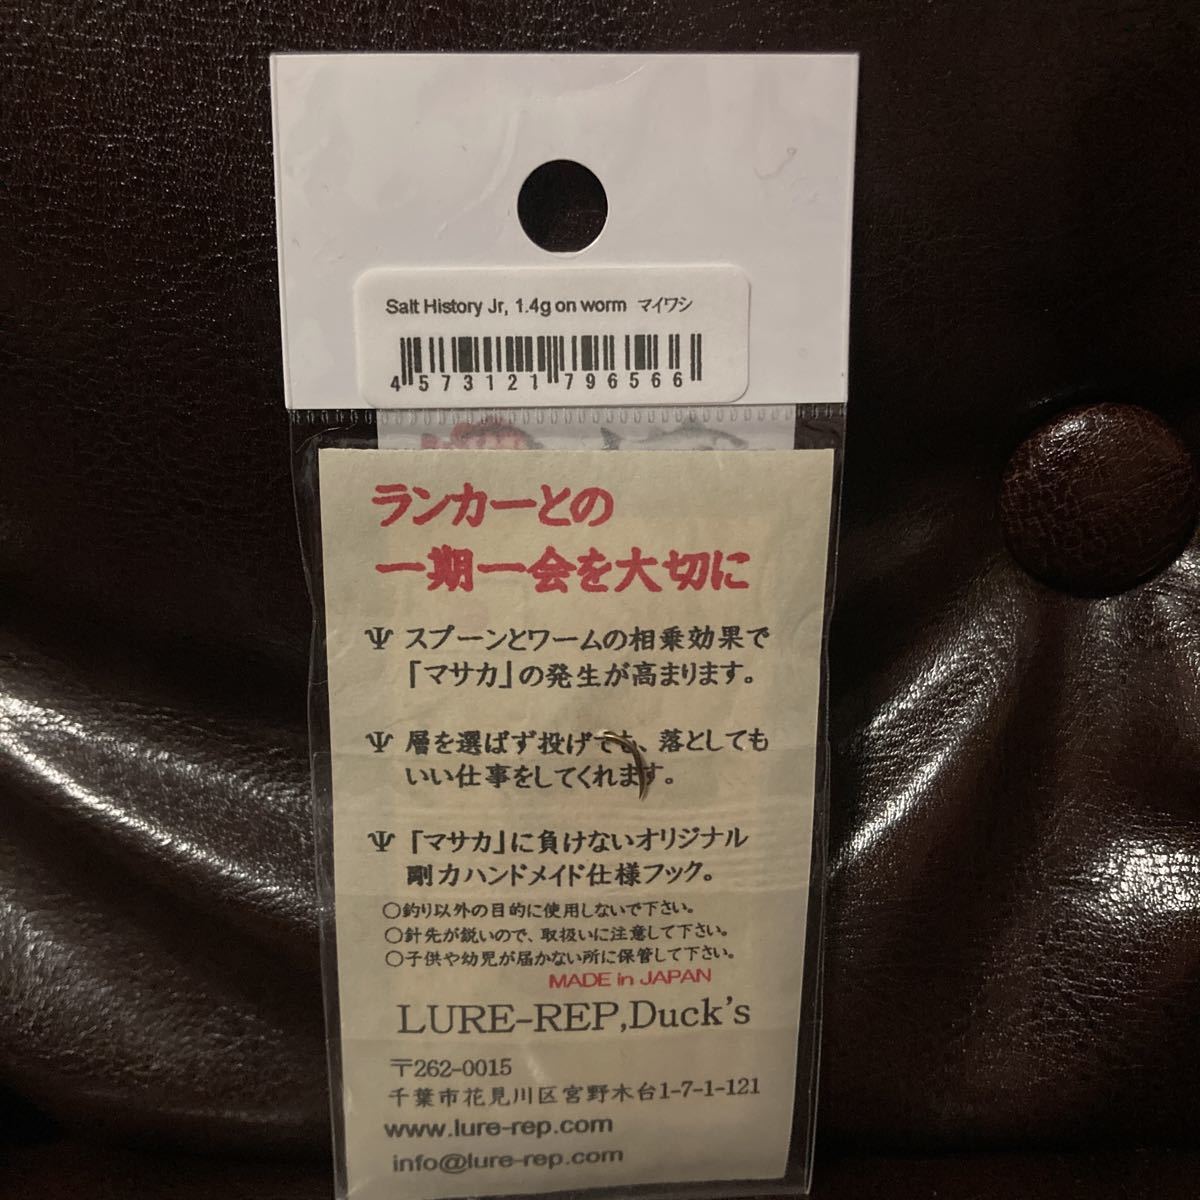 Salt History Jr, 1.4g on worm マイワシ
4573121796566
ランカーとの
一期一会を大切に
Ψ スプーンとワームの相乗効果で
「マサカ」の発生が高まります。
Ψ 層を選ばず投げても、落としても
いい仕事をしてくれます。
Ψ 「マサカ」に負けないオリジナル
剛力ハンドメイド仕様フック。
○釣り以外の目的に使用しないで下さい。
○針先が鋭いので、取扱いに注意して下さい。
○子供や幼児が届かない所に保管して下さい。
MADE in JAPAN
LURE-REP,Duck's
〒262-0015
千葉市花見川区宮野木台1-7-1-121
www.lure-rep.com
info@lure-rep.com